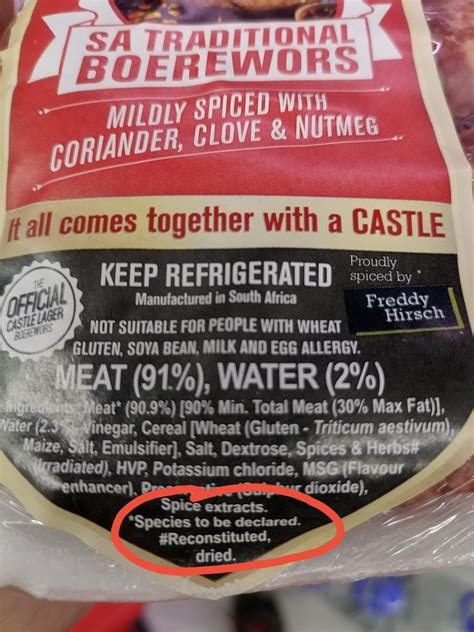 SA TRADITIONAL
BOEREWORS
MILDLY SPICED WITH
CORIANDER, CLOVE & NUTMEG
It all comes together with a CASTLE
THE
OFFICIAL
CASTLE LAGER
BOEREWORS
KEEP REFRIGERATED
Manufactured in South Africa
Proudly
spiced by
Freddy
Hirsch
NOT SUITABLE FOR PEOPLE WITH WHEAT
GLUTEN, SOYA BEAN, MILK AND EGG ALLERGY.
MEAT (91%), WATER (2%)
Ingredients: Meat* (90.9%) [90% Min. Total Meat (30% Max Fat)],
Water (2.3%), Vinegar, Cereal [Wheat (Gluten - Triticum aestivum),
Maize, Salt, Emulsifier], Salt, Dextrose, Spices & Herbs#
(Irradiated), HVP, Potassium chloride, MSG (Flavour
enhancer), dioxide),
Spice extracts.
*Species to be declared.
#Reconstituted,
dried.